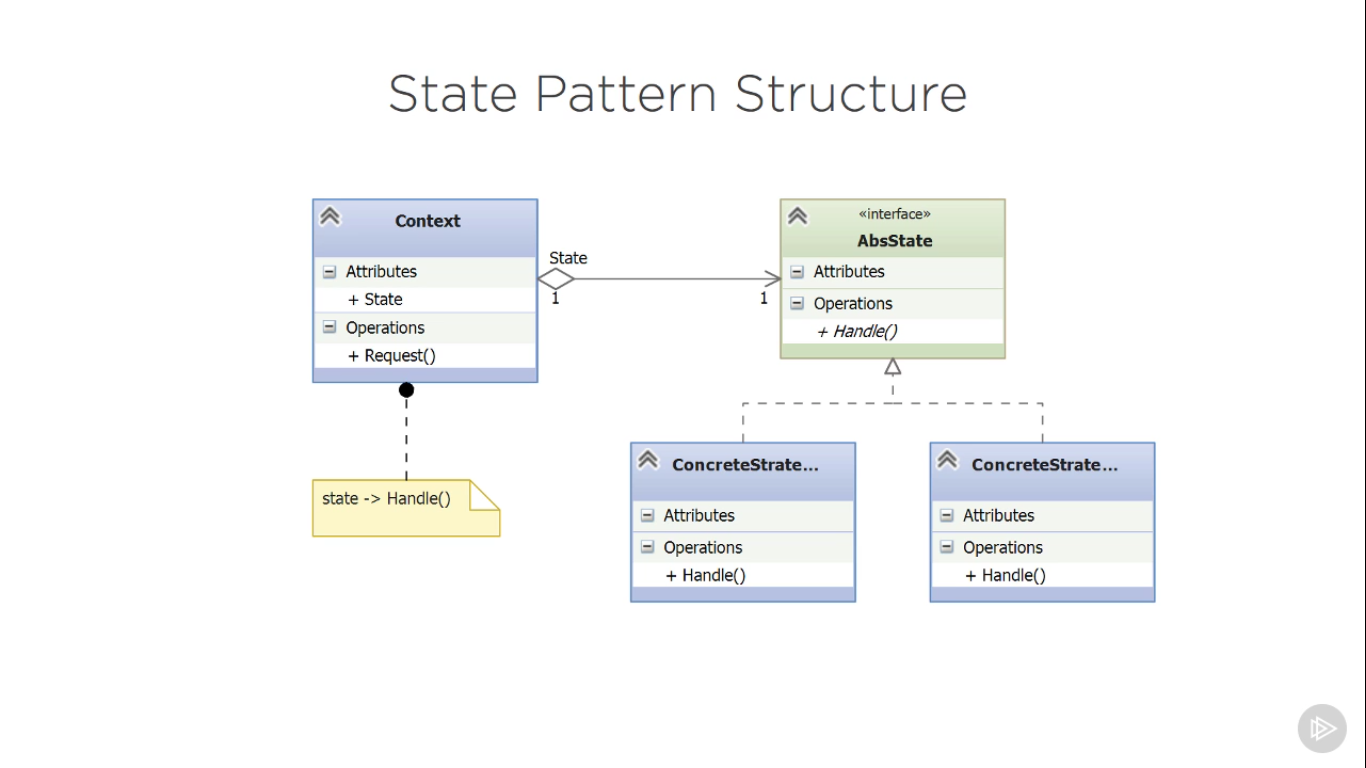 State Pattern Structure
Context
Attributes
+ State
Operations
+ Request()
State
1
1
«interface»
AbsState
Attributes
Operations
+ Handle()
state -> Handle()
ConcreteStrate...
Attributes
Operations
+ Handle()
ConcreteStrate...
Attributes
Operations
+ Handle()